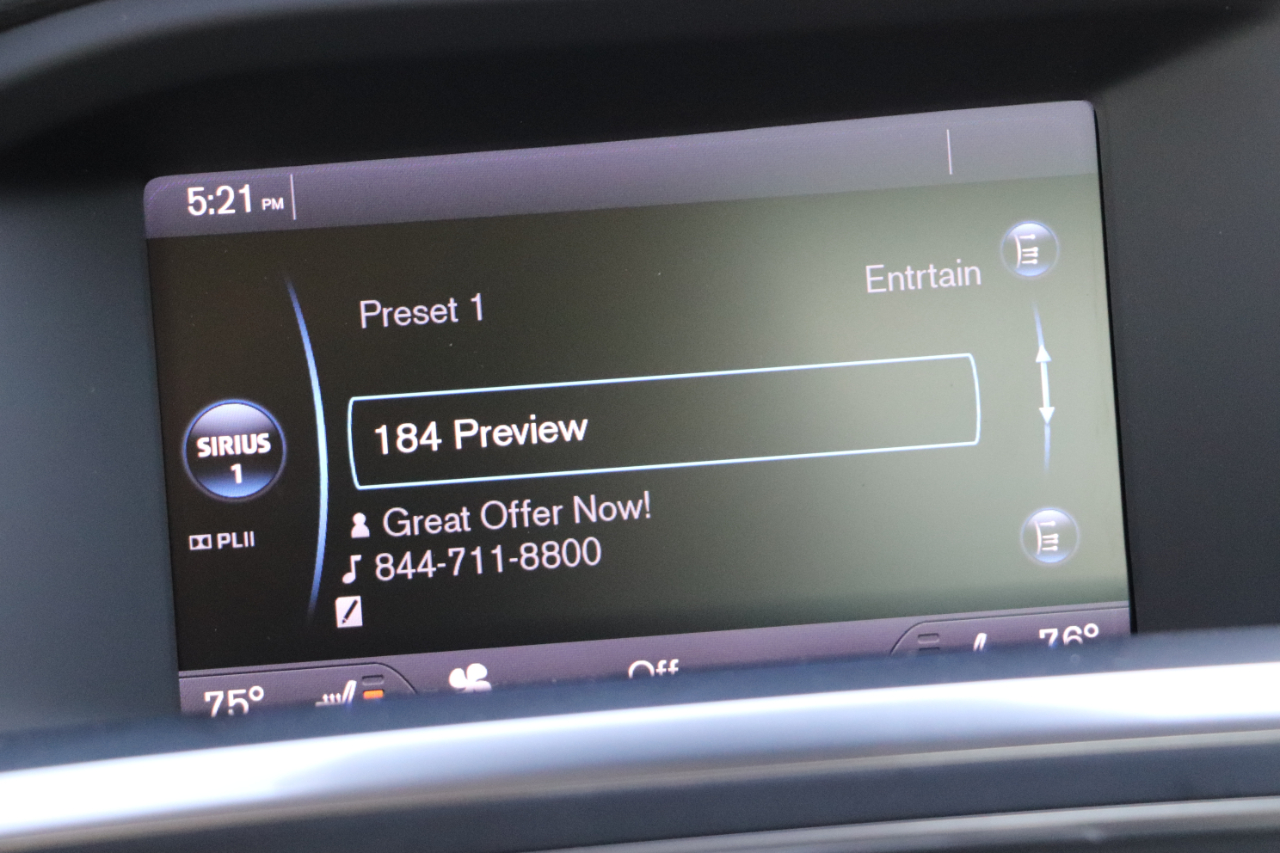 5:21 PM
Entrtain
Preset 1
184 Preview
SIRIUS
1
Great Offer Now!
PLII
844-711-8800
75°
Off
76°